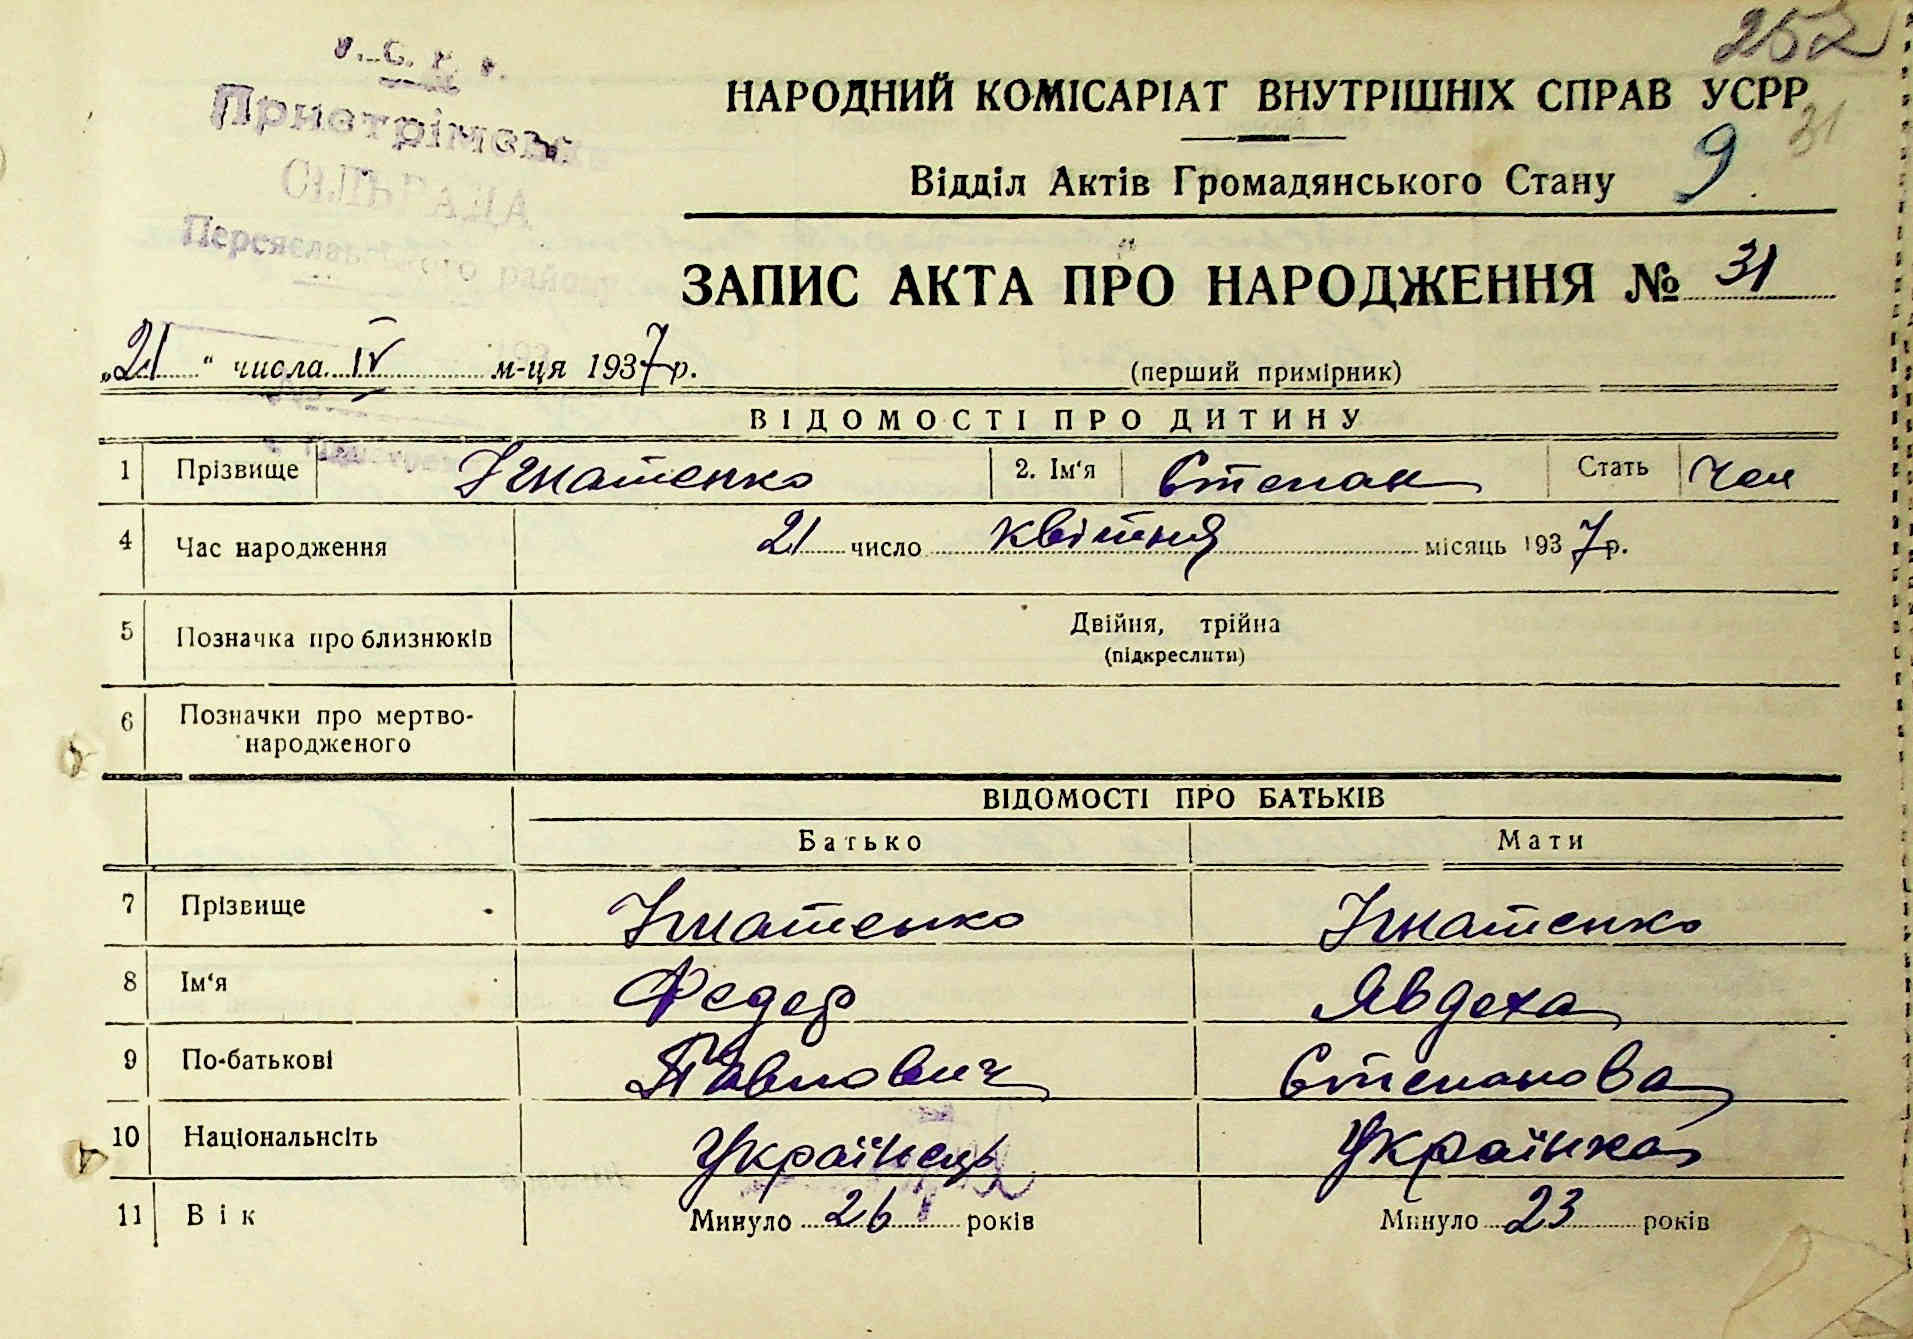 252
У. С. Р. Р.
НАРОДНИЙ КОМІСАРІАТ ВНУТРІШНІХ СПРАВ УСРР
31
Пристрімська
9
СІЛЬРАДА
Відділ Актів Громадянського Стану
Переяславського району
ЗАПИС АКТА ПРО НАРОДЖЕННЯ № 31
„21“ числа IV м-ця 1937 р. (перший примірник)
ВІДОМОСТІ ПРО ДИТИНУ
1 Прізвище Ігнатенко 2. Ім'я Степан Стать Чол
4 Час народження 21 число квітня місяць 1937 р.
5 Позначка про близнюків Двійня, трійна
(підкреслити)
6 Позначки про мертво-
народженого
ВІДОМОСТІ ПРО БАТЬКІВ
Батько Мати
7 Прізвище Ігнатенко Ігнатенко
8 Ім'я Федор Явдоха
9 По-батькові Павлович Степанова
10 Національнсіть Українець Українка
11 Вік Минуло 26 років Минуло 23 років